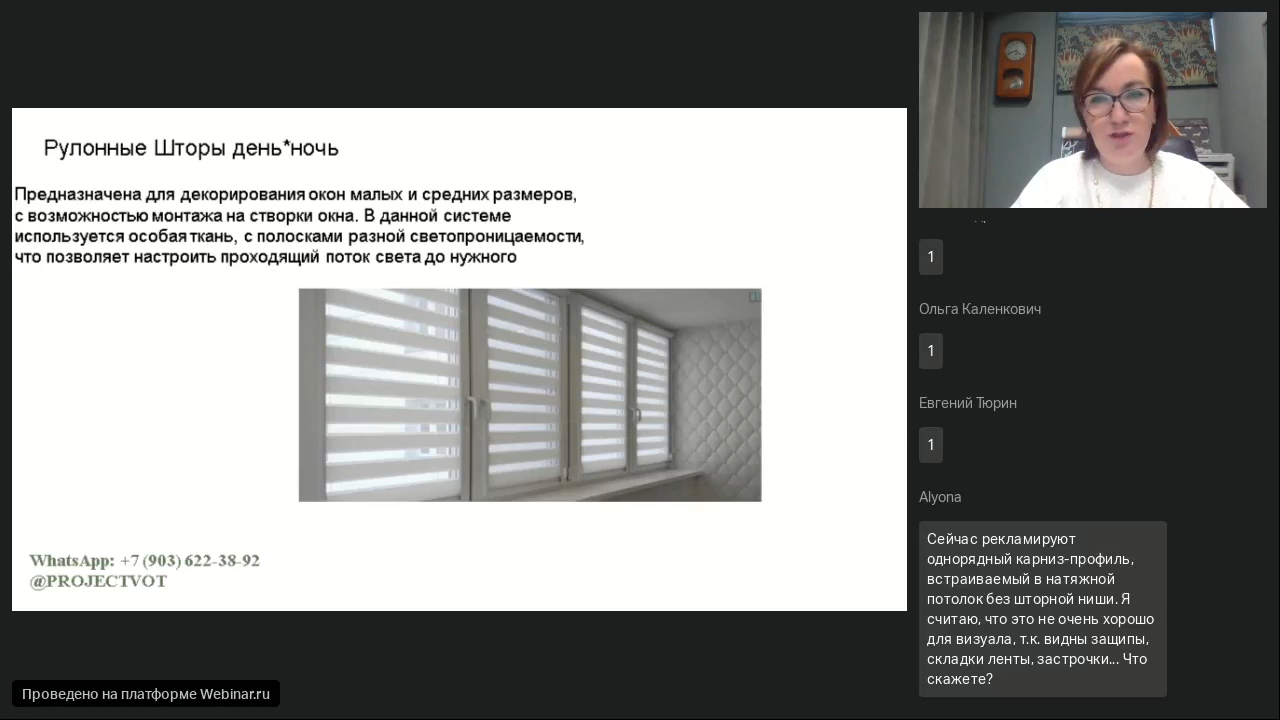 Рулонные Шторы день*ночь
Предназначена для декорирования окон малых и средних размеров,
с возможностью монтажа на створки окна. В данной системе
используется особая ткань, с полосками разной светопроницаемости,
что позволяет настроить проходящий поток света до нужного
WhatsApp: +7 (903) 622-38-92
@PROJECTVOT
1
Ольга Каленкович
1
Евгений Тюрин
1
Alyona
Сейчас рекламируют
однорядный карниз-профиль,
встраиваемый в натяжной
потолок без шторной ниши. Я
считаю, что это не очень хорошо
для визуала, т.к. видны защипы,
складки ленты, застрочки... Что
скажете?
Проведено на платформе Webinar.ru